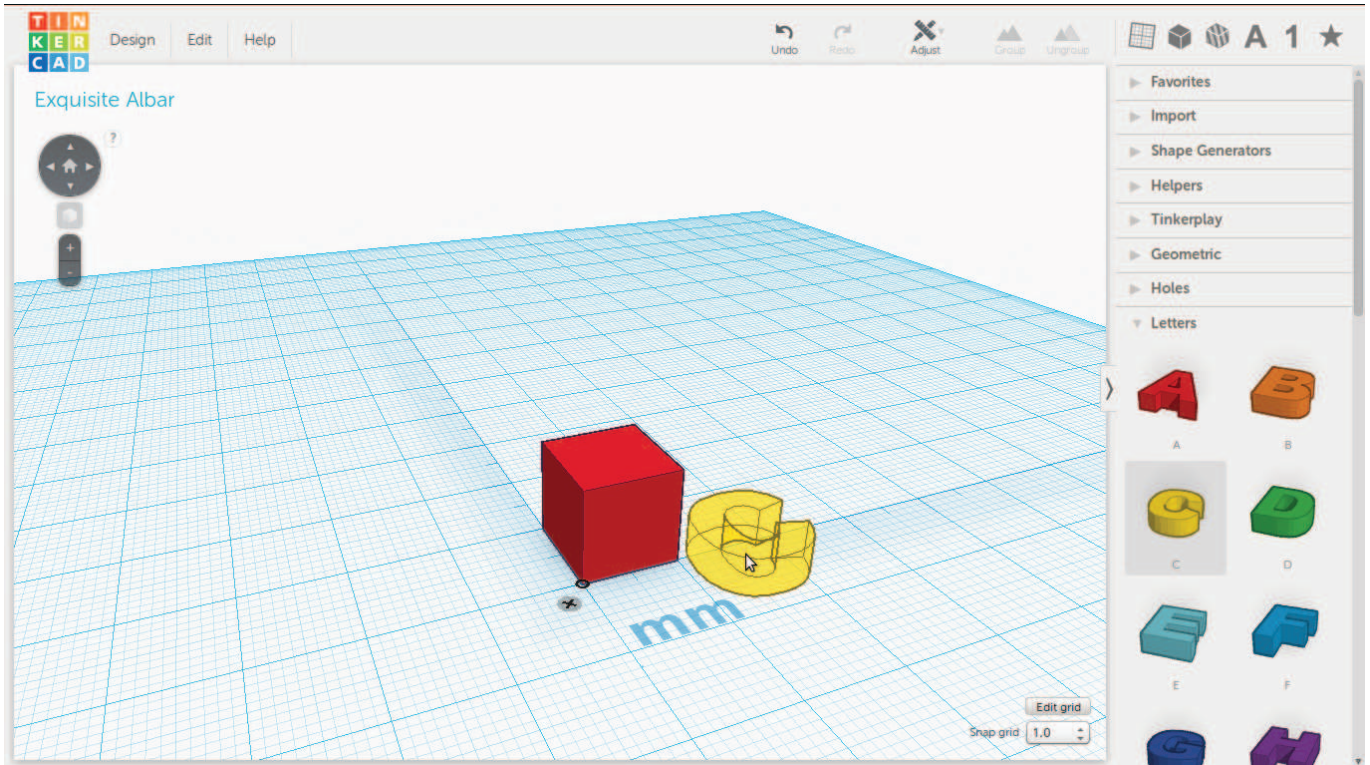 TIN
KER
CAD
Design Edit Help
Undo Redo Adjust Group Ungroup
A 1
Exquisite Albar
?
+
-
mm
Edit grid
Snap grid 1.0
Favorites
Import
Shape Generators
Helpers
Tinkerplay
Geometric
Holes
Letters
A B
A B
C D
C D
E F
E F
G H